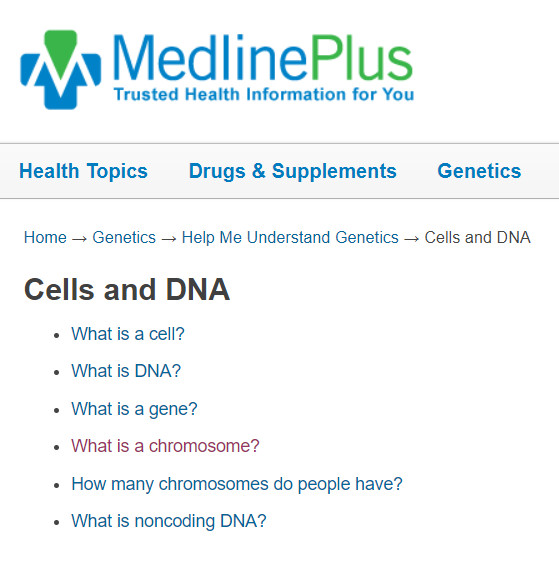 MedlinePlus
Trusted Health Information for You
Health Topics Drugs & Supplements Genetics
Home → Genetics → Help Me Understand Genetics → Cells and DNA
Cells and DNA
• What is a cell?
• What is DNA?
• What is a gene?
• What is a chromosome?
• How many chromosomes do people have?
• What is noncoding DNA?